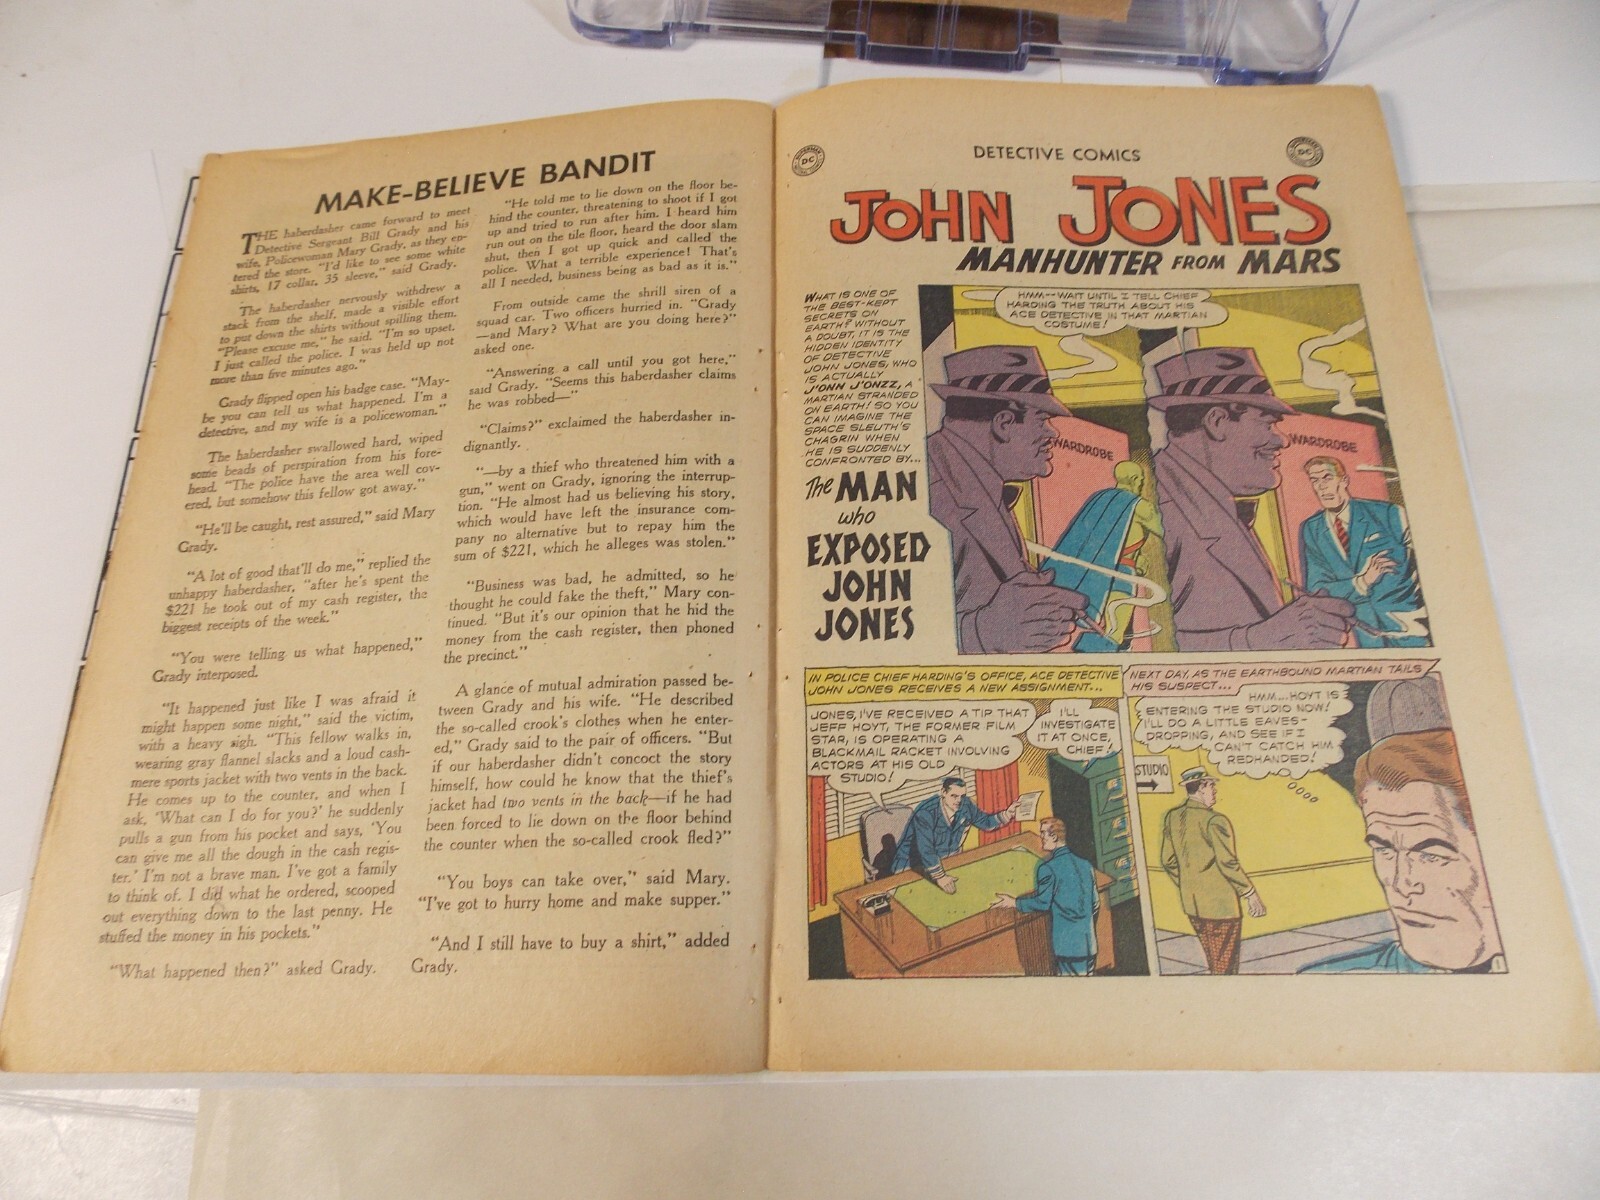 MAKE-BELIEVE BANDIT
THE haberdasher came forward to meet
Detective Sergeant Bill Grady and his
wife, Policewoman Mary Grady, as they en-
tered the store. "I'd like to see some white
shirts, 17 collar, 35 sleeve," said Grady.
The haberdasher nervously withdrew a
stack from the shelf, made a visible effort
to put down the shirts without spilling them.
"Please excuse me," he said. "I'm so upset.
I just called the police. I was held up not
more than five minutes ago."
Grady flipped open his badge case. "May-
be you can tell us what happened. I'm a
detective, and my wife is a policewoman."
The haberdasher swallowed hard, wiped
some beads of perspiration from his fore-
head. "The police have the area well cov-
ered, but somehow this fellow got away."
"He'll be caught, rest assured," said Mary
Grady.
"A lot of good that'll do me," replied the
unhappy haberdasher, "after he's spent the
$221 he took out of my cash register, the
biggest receipts of the week."
"You were telling us what happened,"
Grady interposed.
"It happened just like I was afraid it
might happen some night," said the victim,
with a heavy sigh. "This fellow walks in,
wearing gray flannel slacks and a loud cash-
mere sports jacket with two vents in the back.
He comes up to the counter, and when I
ask, 'What can I do for you?' he suddenly
pulls a gun from his pocket and says, 'You
can give me all the dough in the cash regis-
ter.' I'm not a brave man. I've got a family
to think of. I did what he ordered, scooped
out everything down to the last penny. He
stuffed the money in his pockets."
"What happened then?" asked Grady.
"He told me to lie down on the floor be-
hind the counter, threatening to shoot if I got
up and tried to run after him. I heard him
run out on the tile floor, heard the door slam
shut, then I got up quick and called the
police. What a terrible experience! That's
all I needed, business being as bad as it is."
From outside came the shrill siren of a
squad car. Two officers hurried in. "Grady
—and Mary? What are you doing here?"
asked one.
"Answering a call until you got here,"
said Grady. "Seems this haberdasher claims
he was robbed—"
"Claims?" exclaimed the haberdasher in-
dignantly.
"—by a thief who threatened him with a
gun," went on Grady, ignoring the interrup-
tion. "He almost had us believing his story,
which would have left the insurance com-
pany no alternative but to repay him the
sum of $221, which he alleges was stolen."
"Business was bad, he admitted, so he
thought he could fake the theft," Mary con-
tinued. "But it's our opinion that he hid the
money from the cash register, then phoned
the precinct."
A glance of mutual admiration passed be-
tween Grady and his wife. "He described
the so-called crook's clothes when he enter-
ed," Grady said to the pair of officers. "But
if our haberdasher didn't concoct the story
himself, how could he know that the thief's
jacket had two vents in the back—if he had
been forced to lie down on the floor behind
the counter when the so-called crook fled?"
"You boys can take over," said Mary.
"I've got to hurry home and make supper."
"And I still have to buy a shirt," added
Grady.
DETECTIVE COMICS
SUPERMAN
DC
DC
JOHN JONES
MANHUNTER FROM MARS
WHAT IS ONE OF
THE BEST-KEPT
SECRETS ON
EARTH? WITHOUT
A DOUBT, IT IS THE
HIDDEN IDENTITY
OF DETECTIVE
JOHN JONES, WHO
IS ACTUALLY
J'ONN J'ONZZ, A
MARTIAN STRANDED
ON EARTH! SO YOU
CAN IMAGINE THE
SPACE SLEUTH'S
CHAGRIN WHEN
HE IS SUDDENLY
CONFRONTED BY...
The MAN
who
EXPOSED
JOHN
JONES
HMM--WAIT UNTIL I TELL CHIEF
HARDING THE TRUTH ABOUT HIS
ACE DETECTIVE IN THAT MARTIAN
COSTUME!
WARDROBE
WARDROBE
IN POLICE CHIEF HARDING'S OFFICE, ACE DETECTIVE
JOHN JONES RECEIVES A NEW ASSIGNMENT...
JONES, I'VE RECEIVED A TIP THAT
JEFF HOYT, THE FORMER FILM
STAR, IS OPERATING A
BLACKMAIL RACKET INVOLVING
ACTORS AT HIS OLD
STUDIO!
I'LL
INVESTIGATE
IT AT ONCE,
CHIEF!
NEXT DAY, AS THE EARTHBOUND MARTIAN TAILS
HIS SUSPECT...
HMM...HOYT IS
ENTERING THE STUDIO NOW!
I'LL DO A LITTLE EAVES-
DROPPING, AND SEE IF I
CAN'T CATCH HIM
REDHANDED!
STUDIO
1